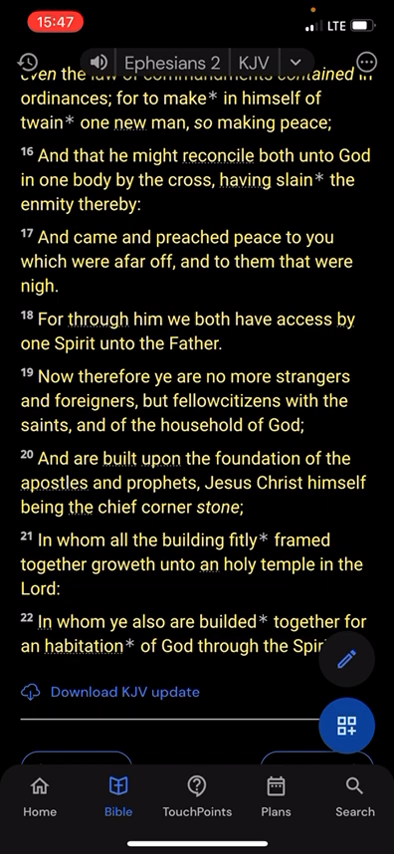 15:47
LTE
Ephesians 2 KJV
even the law of commandments contained in
ordinances; for to make* in himself of
twain* one new man, so making peace;
16 And that he might reconcile both unto God
in one body by the cross, having slain* the
enmity thereby:
17 And came and preached peace to you
which were afar off, and to them that were
nigh.
18 For through him we both have access by
one Spirit unto the Father.
19 Now therefore ye are no more strangers
and foreigners, but fellowcitizens with the
saints, and of the household of God;
20 And are built upon the foundation of the
apostles and prophets, Jesus Christ himself
being the chief corner stone;
21 In whom all the building fitly* framed
together groweth unto an holy temple in the
Lord:
22 In whom ye also are builded* together for
an habitation* of God through the
Download KJV update
Home Bible TouchPoints Plans Search